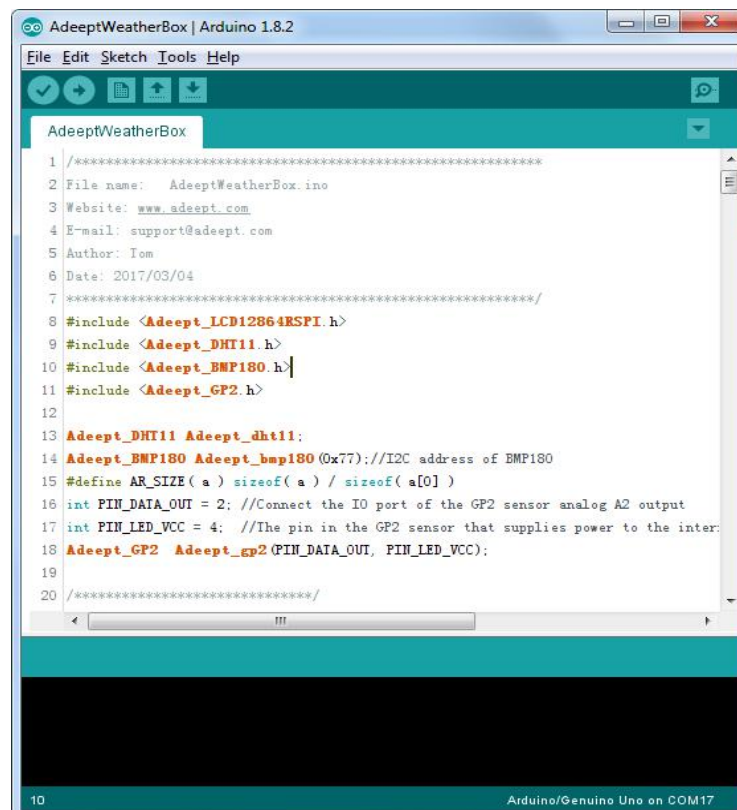 AdeeptWeatherBox | Arduino 1.8.2
File Edit Sketch Tools Help
AdeeptWeatherBox
1 /***********************************************************
2 File name: AdeeptWeatherBox.ino
3 Website: www.adeept.com
4 E-mail: support@adeept.com
5 Author: Tom
6 Date: 2017/03/04
7 ***********************************************************/
8 #include <Adeept_LCD12864RSPI.h>
9 #include <Adeept_DHT11.h>
10 #include <Adeept_BMP180.h>
11 #include <Adeept_GP2.h>
12
13 Adeept_DHT11 Adeept_dht11;
14 Adeept_BMP180 Adeept_bmp180(0x77);//I2C address of BMP180
15 #define AR_SIZE( a ) sizeof( a ) / sizeof( a[0] )
16 int PIN_DATA_OUT = 2; //Connect the IO port of the GP2 sensor analog A2 output
17 int PIN_LED_VCC = 4; //The pin in the GP2 sensor that supplies power to the inter
18 Adeept_GP2 Adeept_gp2(PIN_DATA_OUT, PIN_LED_VCC);
19
20 /******************************/
10 Arduino/Genuino Uno on COM17